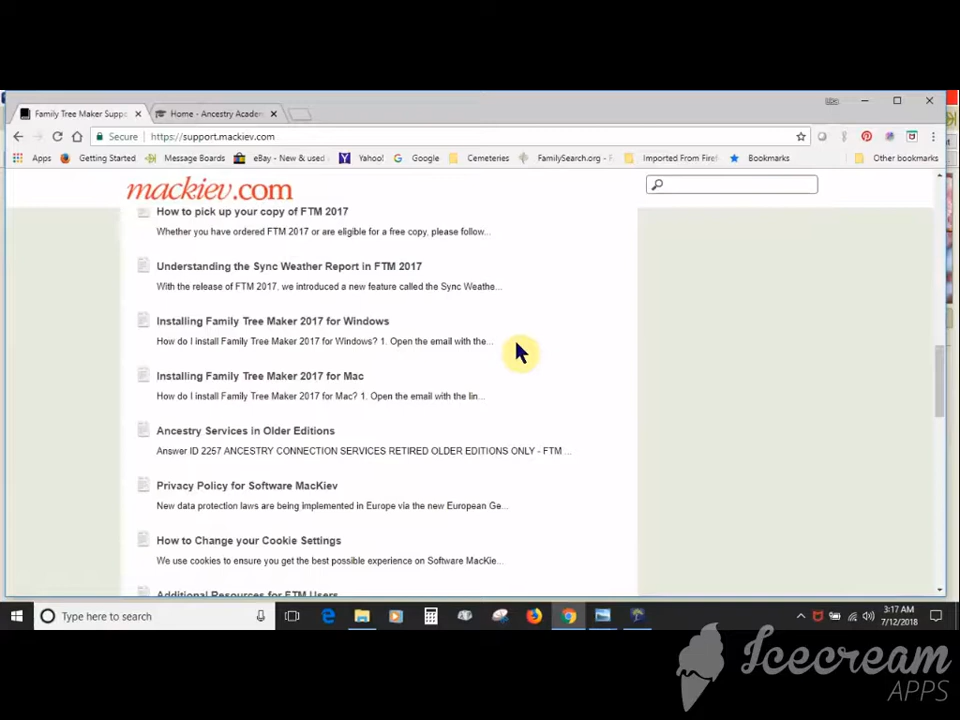 Family Tree Maker Suppo
Home - Ancestry Acaden
Secure
https://support.mackiev.com
Apps
Getting Started
Message Boards
eBay - New & used
Yahoo!
Google
Cemeteries
FamilySearch.org - F
Imported From Firef
Bookmarks
Other bookmarks
mackiev.com
How to pick up your copy of FTM 2017
Whether you have ordered FTM 2017 or are eligible for a free copy, please follow...
Understanding the Sync Weather Report in FTM 2017
With the release of FTM 2017, we introduced a new feature called the Sync Weathe...
Installing Family Tree Maker 2017 for Windows
How do I install Family Tree Maker 2017 for Windows? 1. Open the email with the...
Installing Family Tree Maker 2017 for Mac
How do I install Family Tree Maker 2017 for Mac? 1. Open the email with the lin...
Ancestry Services in Older Editions
Answer ID 2257 ANCESTRY CONNECTION SERVICES RETIRED OLDER EDITIONS ONLY - FTM ...
Privacy Policy for Software MacKiev
New data protection laws are being implemented in Europe via the new European Ge...
How to Change your Cookie Settings
We use cookies to ensure you get the best possible experience on Software MacKie...
Additional Resources for FTM Users
Type here to search
3:17 AM
7/12/2018
Icecream
APPS